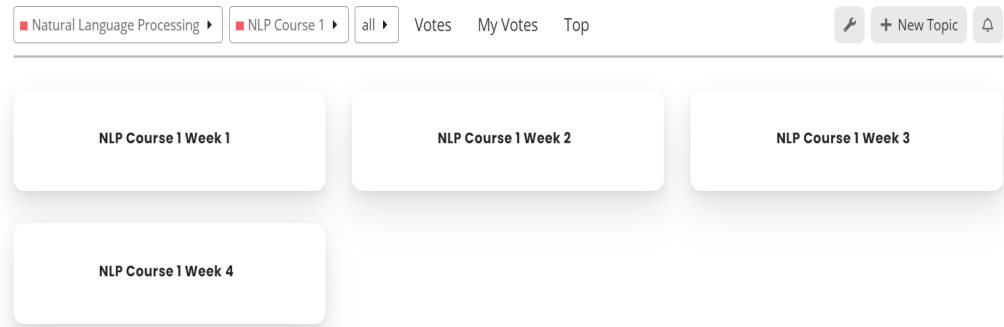 Natural Language Processing NLP Course 1 all Votes My Votes Top New Topic
NLP Course 1 Week 1 NLP Course 1 Week 2 NLP Course 1 Week 3
NLP Course 1 Week 4